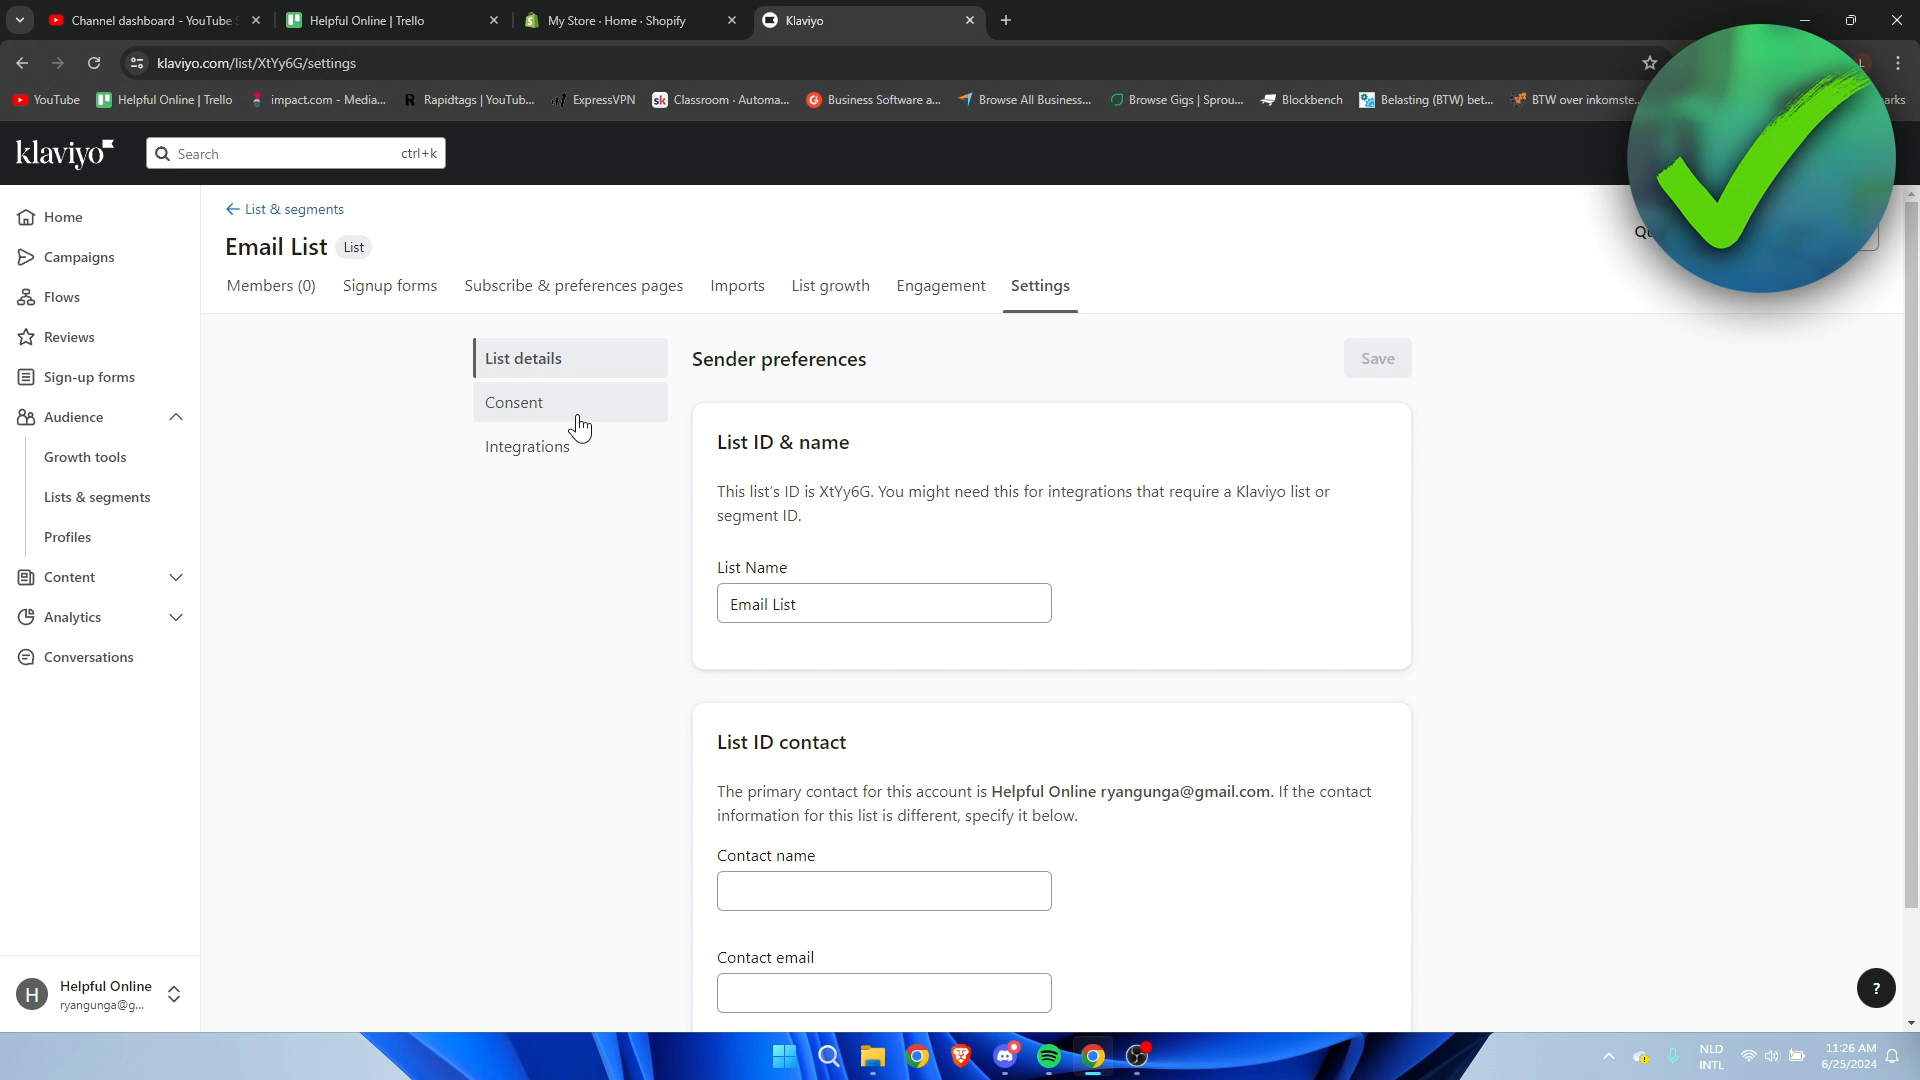 Channel dashboard - YouTube S
Helpful Online | Trello
My Store · Home · Shopify
Klaviyo
klaviyo.com/list/XtYy6G/settings
YouTube
Helpful Online | Trello
impact.com - Media...
Rapidtags | YouTub...
ExpressVPN
Classroom · Automa...
Business Software a...
Browse All Business...
Browse Gigs | Sprou...
Blockbench
Belasting (BTW) bet...
BTW over inkomste...
klaviyo
Search
ctrl+k
Home
Campaigns
Flows
Reviews
Sign-up forms
Audience
Growth tools
Lists & segments
Profiles
Content
Analytics
Conversations
H
Helpful Online
ryangunga@g...
← List & segments
Email List
List
Members (0)
Signup forms
Subscribe & preferences pages
Imports
List growth
Engagement
Settings
List details
Consent
Integrations
Sender preferences
Save
List ID & name
This list's ID is XtYy6G. You might need this for integrations that require a Klaviyo list or
segment ID.
List Name
Email List
List ID contact
The primary contact for this account is Helpful Online ryangunga@gmail.com. If the contact
information for this list is different, specify it below.
Contact name
Contact email
?
NLD
INTL
11:26 AM
6/25/2024